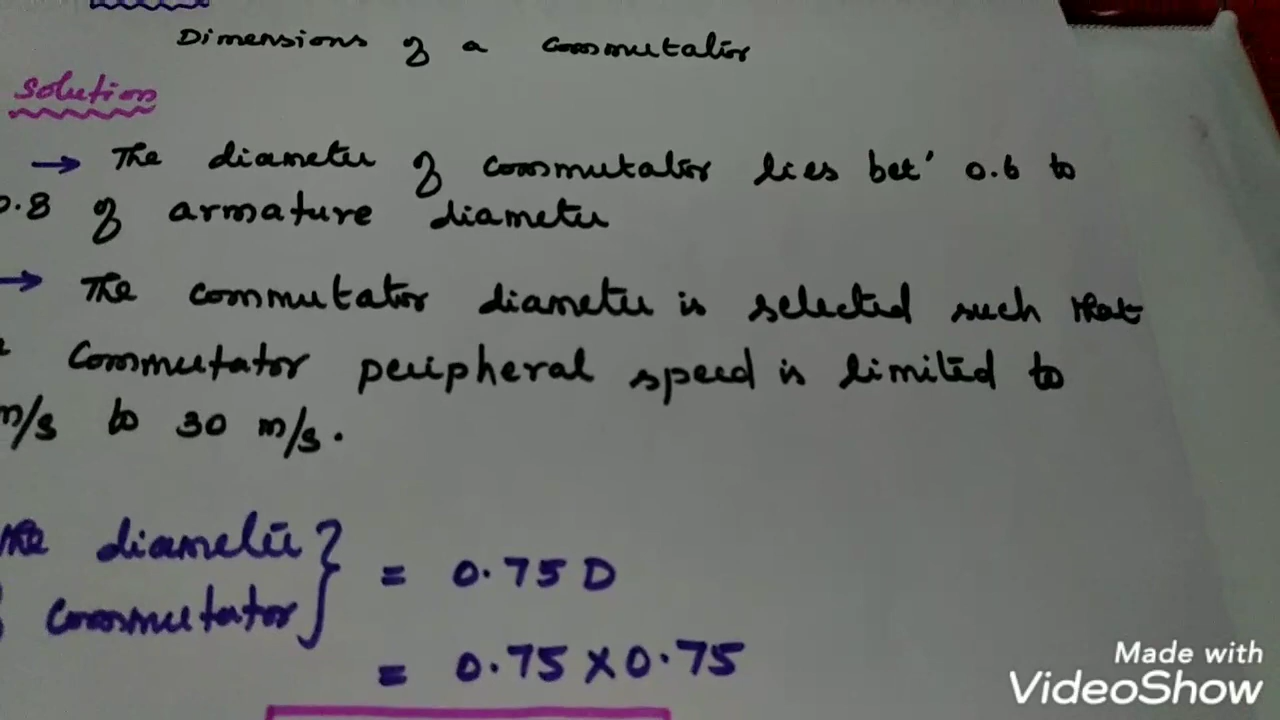 Dimensions of a commutator
Solution
→ The diameter of commutator lies bet' 0.6 to
0.8 of armature diameter
→ The commutator diameter is selected such that
commutator peripheral speed is limited to
m/s to 30 m/s.
the diameter
commutator } = 0.75 D
= 0.75 X 0.75
Made with
VideoShow